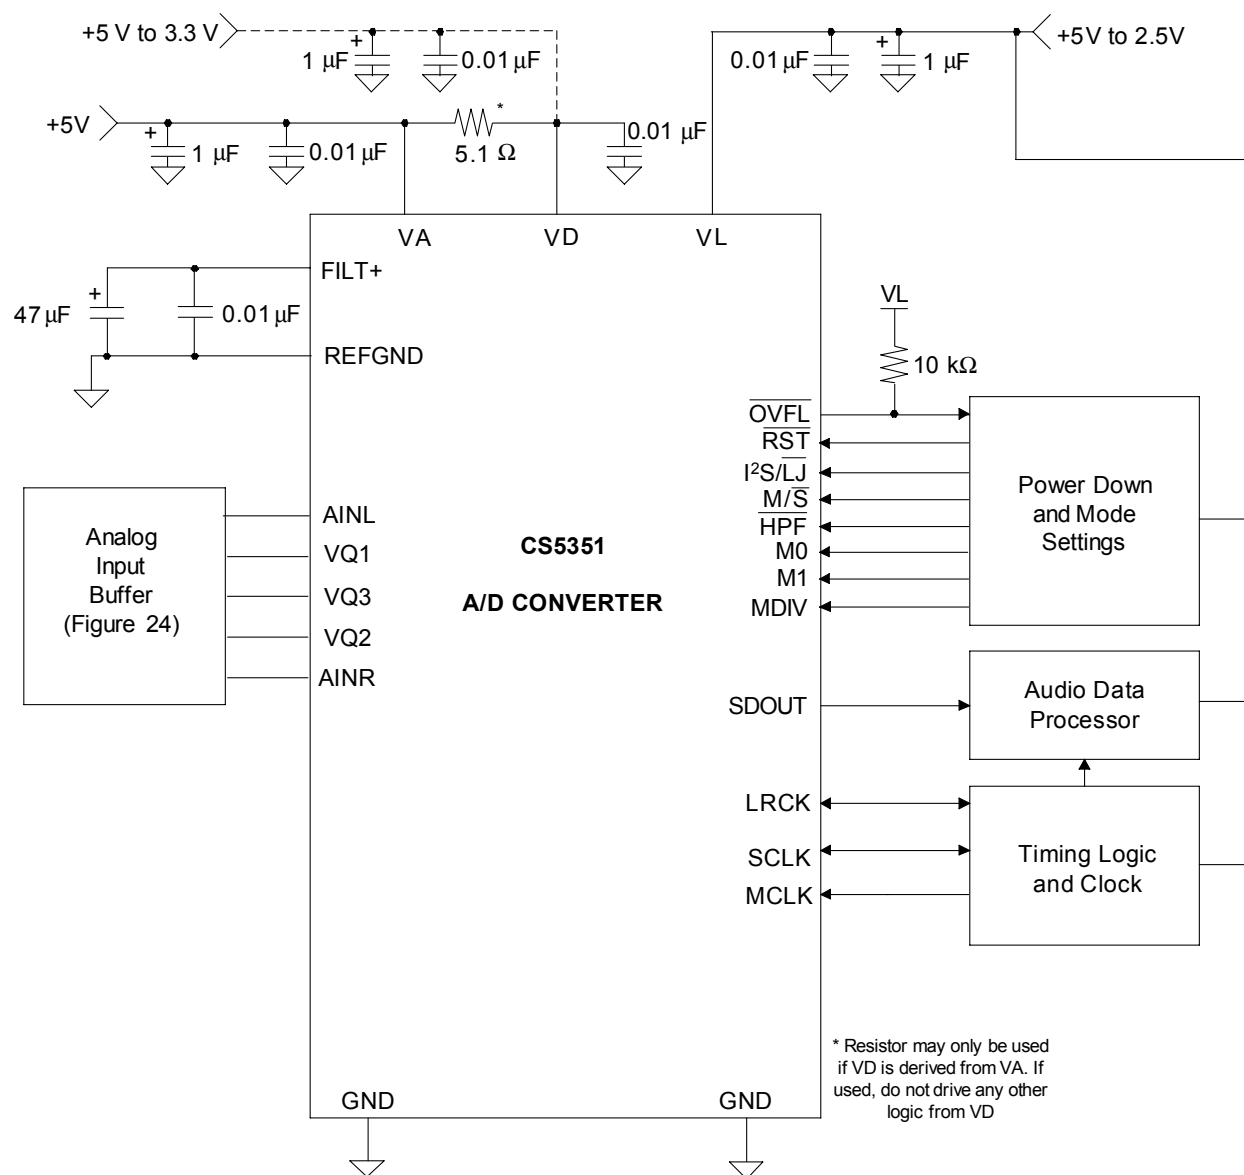 +5 V to 3.3 V
+
1 µF
0.01 µF
0.01 µF
+
1 µF
+5V to 2.5V
+5V
+
1 µF
0.01 µF
*
5.1 Ω
0.01 µF
VA
VD
VL
FILT+
47 µF
+
0.01 µF
REFGND
VL
10 kΩ
OVFL
RST
I²S/LJ
M/S
HPF
M0
M1
MDIV
Power Down
and Mode
Settings
Analog
Input
Buffer
(Figure 24)
AINL
VQ1
VQ3
VQ2
AINR
CS5351
A/D CONVERTER
SDOUT
Audio Data
Processor
LRCK
SCLK
MCLK
Timing Logic
and Clock
* Resistor may only be used
if VD is derived from VA. If
used, do not drive any other
logic from VD
GND
GND